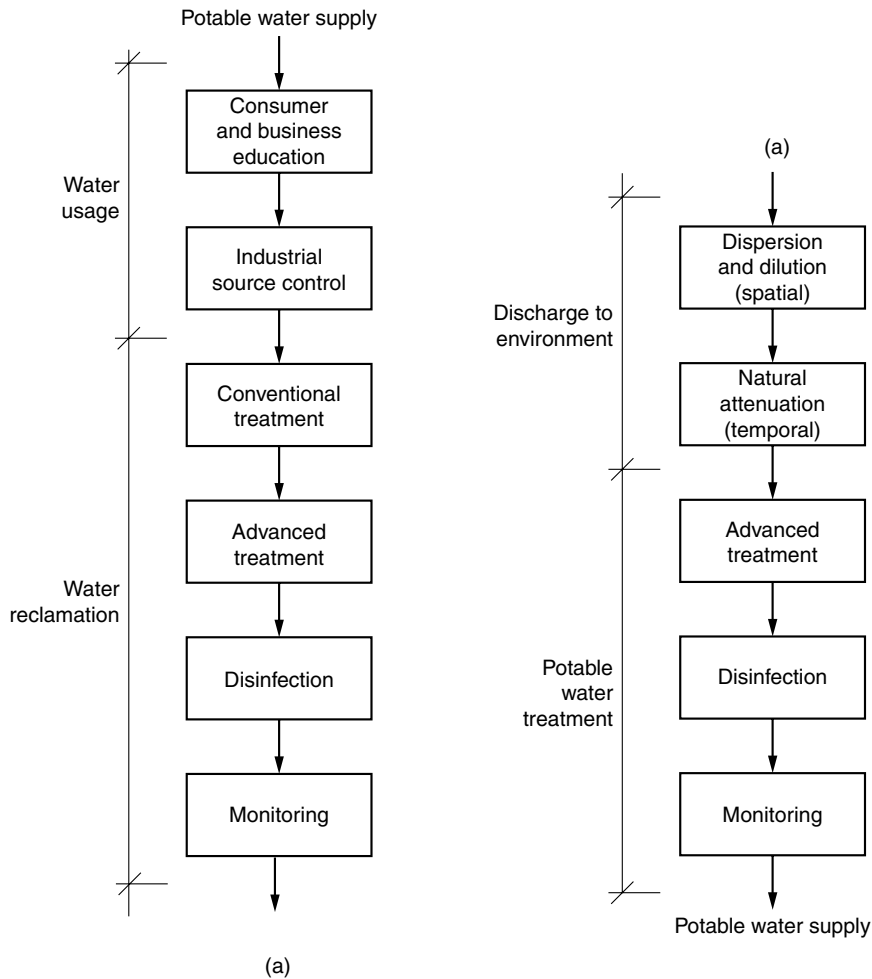 Potable water supply
Consumer
and business
education
Water
usage
Industrial
source control
Conventional
treatment
Advanced
treatment
Water
reclamation
Disinfection
Monitoring
(a)
(a)
Dispersion
and dilution
(spatial)
Discharge to
environment
Natural
attenuation
(temporal)
Advanced
treatment
Disinfection
Potable
water
treatment
Monitoring
Potable water supply